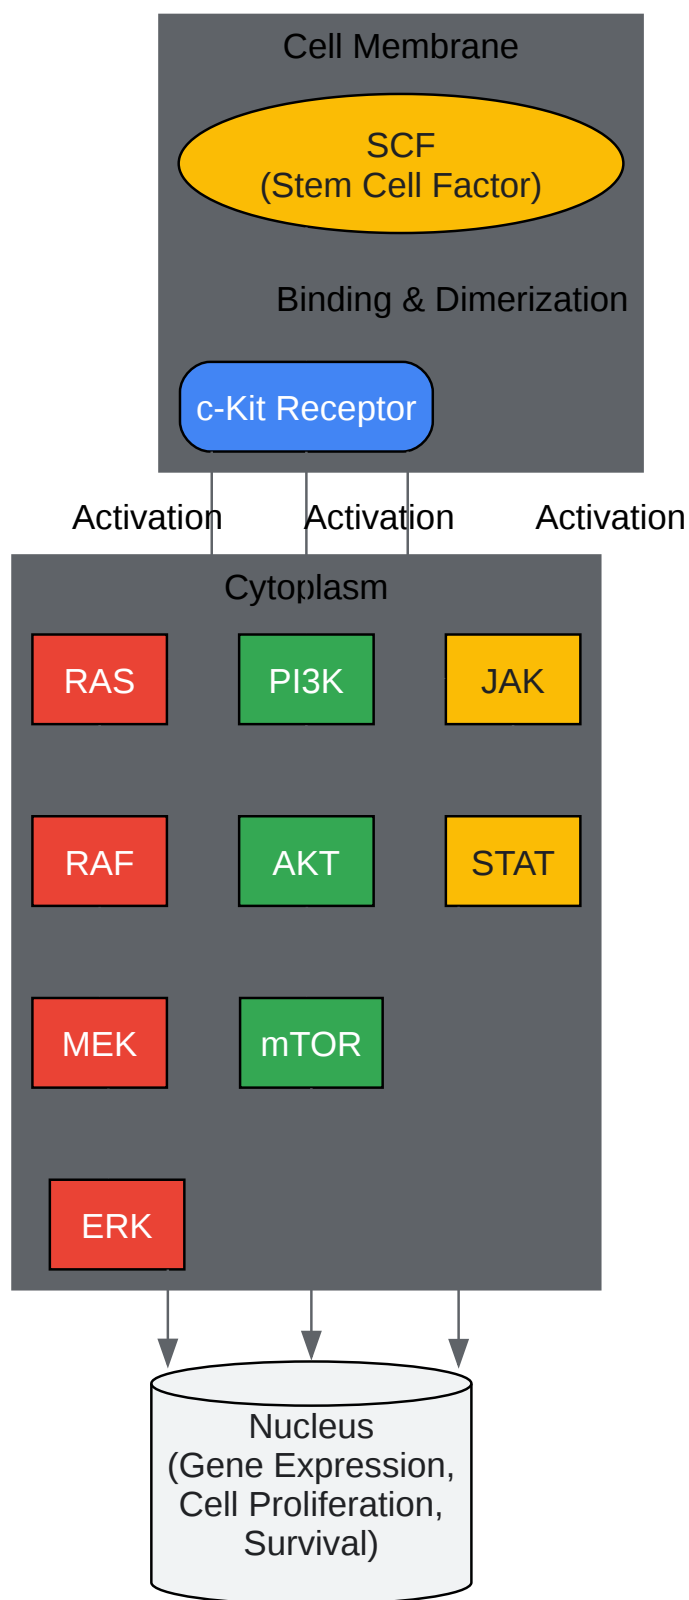 Cell Membrane
SCF
(Stem Cell Factor)
Binding & Dimerization
c-Kit Receptor
Activation Activation Activation
Cytoplasm
RAS PI3K JAK
RAF AKT STAT
MEK mTOR
ERK
Nucleus
(Gene Expression,
Cell Proliferation,
Survival)